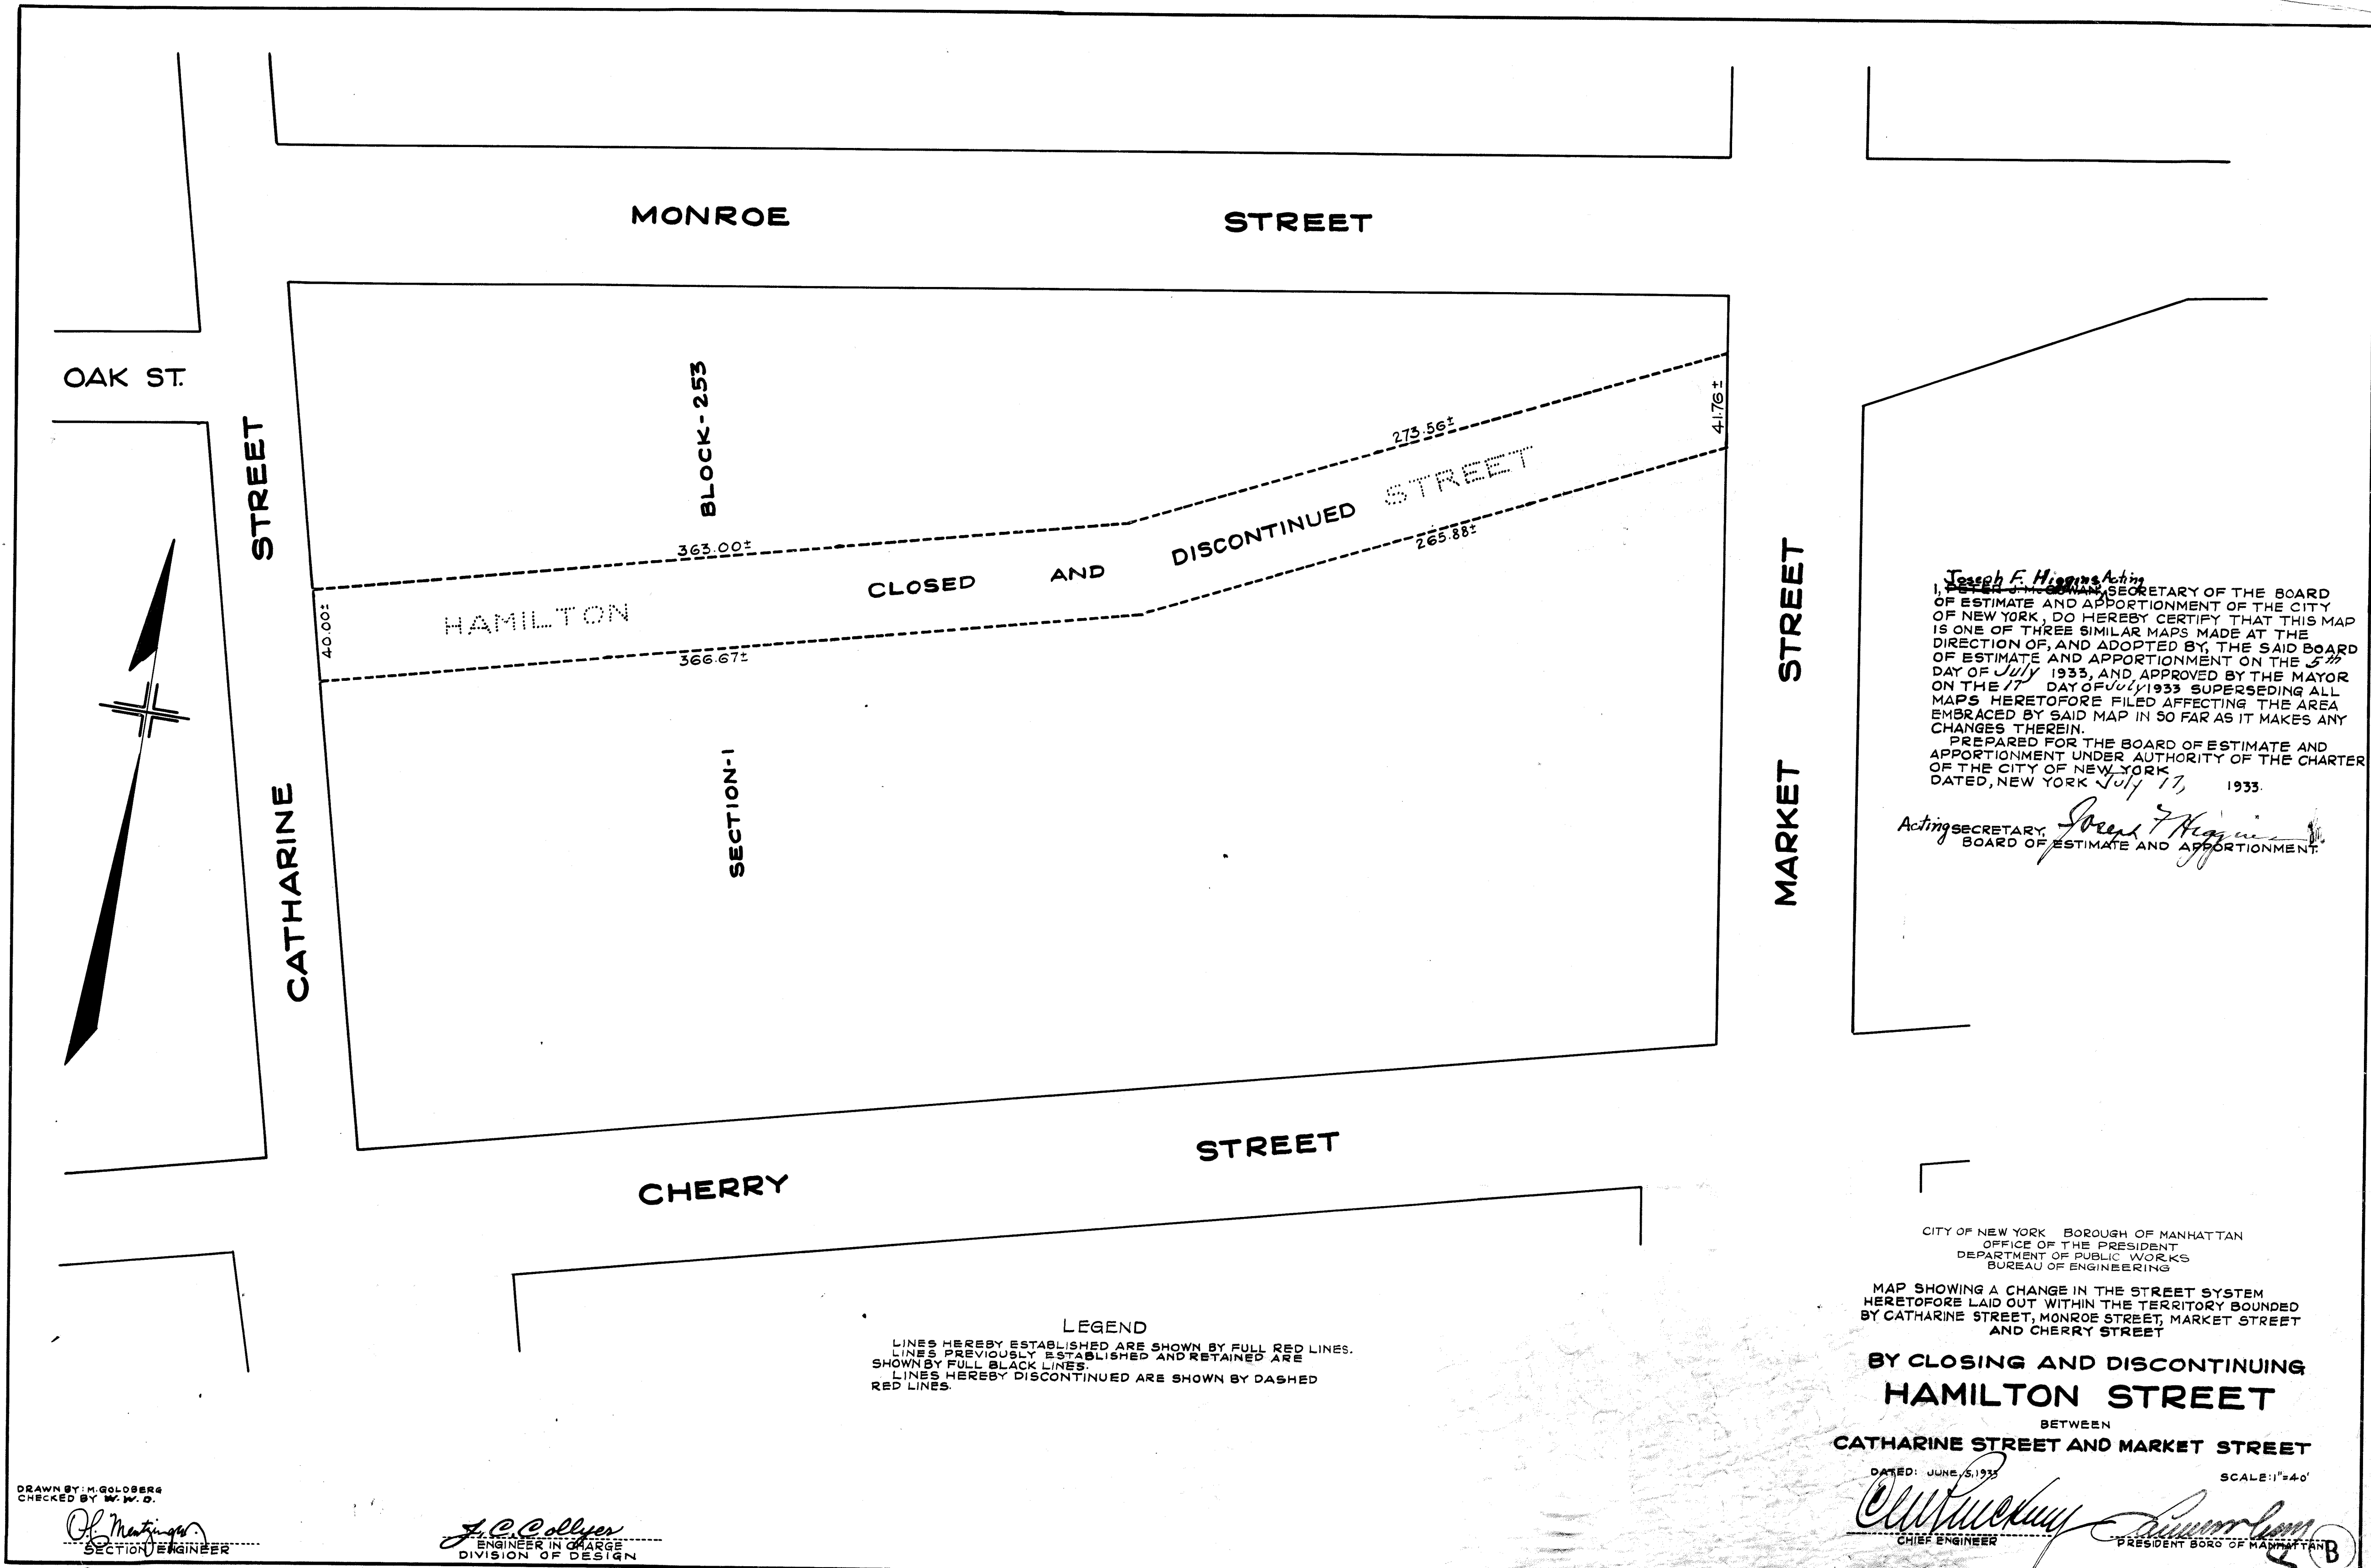 MONROE STREET
OAK ST.
STREET
CATHARINE
BLOCK-253
SECTION-1
273.56±
41.76±
363.00±
HAMILTON CLOSED AND DISCONTINUED STREET
265.88±
40.00±
366.67±
MARKET STREET
CHERRY STREET
Joseph F. Higgins Acting
I, PETER J. McGOWAN, SECRETARY OF THE BOARD
OF ESTIMATE AND APPORTIONMENT OF THE CITY
OF NEW YORK, DO HEREBY CERTIFY THAT THIS MAP
IS ONE OF THREE SIMILAR MAPS MADE AT THE
DIRECTION OF, AND ADOPTED BY, THE SAID BOARD
OF ESTIMATE AND APPORTIONMENT ON THE 5th
DAY OF July 1933, AND APPROVED BY THE MAYOR
ON THE 17 DAY OF July 1933 SUPERSEDING ALL
MAPS HERETOFORE FILED AFFECTING THE AREA
EMBRACED BY SAID MAP IN SO FAR AS IT MAKES ANY
CHANGES THEREIN.
PREPARED FOR THE BOARD OF ESTIMATE AND
APPORTIONMENT UNDER AUTHORITY OF THE CHARTER
OF THE CITY OF NEW YORK
DATED, NEW YORK July 17, 1933.
Acting SECRETARY, Joseph F Higgins
BOARD OF ESTIMATE AND APPORTIONMENT.
LEGEND
LINES HEREBY ESTABLISHED ARE SHOWN BY FULL RED LINES.
LINES PREVIOUSLY ESTABLISHED AND RETAINED ARE
SHOWN BY FULL BLACK LINES.
LINES HEREBY DISCONTINUED ARE SHOWN BY DASHED
RED LINES.
CITY OF NEW YORK BOROUGH OF MANHATTAN
OFFICE OF THE PRESIDENT
DEPARTMENT OF PUBLIC WORKS
BUREAU OF ENGINEERING
MAP SHOWING A CHANGE IN THE STREET SYSTEM
HERETOFORE LAID OUT WITHIN THE TERRITORY BOUNDED
BY CATHARINE STREET, MONROE STREET, MARKET STREET
AND CHERRY STREET
BY CLOSING AND DISCONTINUING
HAMILTON STREET
BETWEEN
CATHARINE STREET AND MARKET STREET
DATED: JUNE, 5, 1933 SCALE: 1"=40'
CHIEF ENGINEER
PRESIDENT BORO OF MANHATTAN
B
DRAWN BY: M. GOLDBERG
CHECKED BY W.W.D.
SECTION ENGINEER
J. C. Collyer
ENGINEER IN CHARGE
DIVISION OF DESIGN